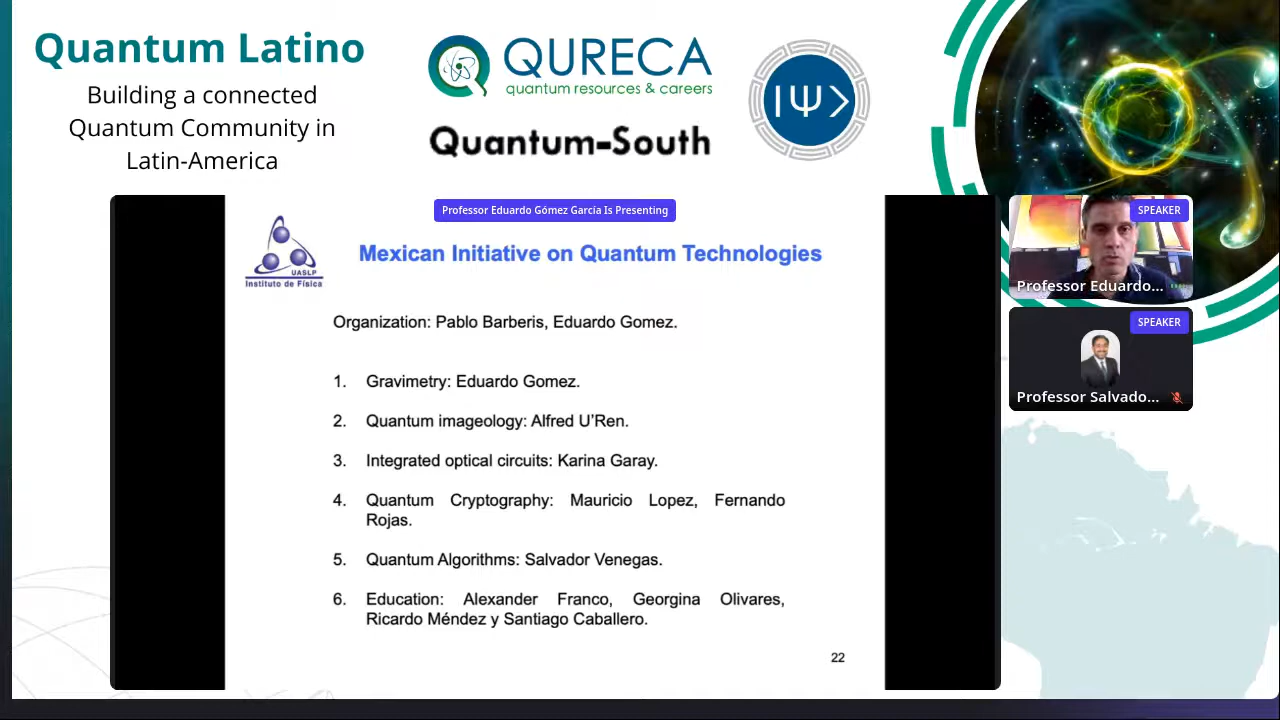 Quantum Latino
Building a connected
Quantum Community in
Latin-America
QURECA
quantum resources & careers
Quantum-South
|Ψ>
Professor Eduardo Gómez García Is Presenting
UASLP
Instituto de Física
Mexican Initiative on Quantum Technologies
Organization: Pablo Barberis, Eduardo Gomez.
1. Gravimetry: Eduardo Gomez.
2. Quantum imageology: Alfred U'Ren.
3. Integrated optical circuits: Karina Garay.
4. Quantum Cryptography: Mauricio Lopez, Fernando
Rojas.
5. Quantum Algorithms: Salvador Venegas.
6. Education: Alexander Franco, Georgina Olivares,
Ricardo Méndez y Santiago Caballero.
22
SPEAKER
Professor Eduardo...
SPEAKER
Professor Salvado...